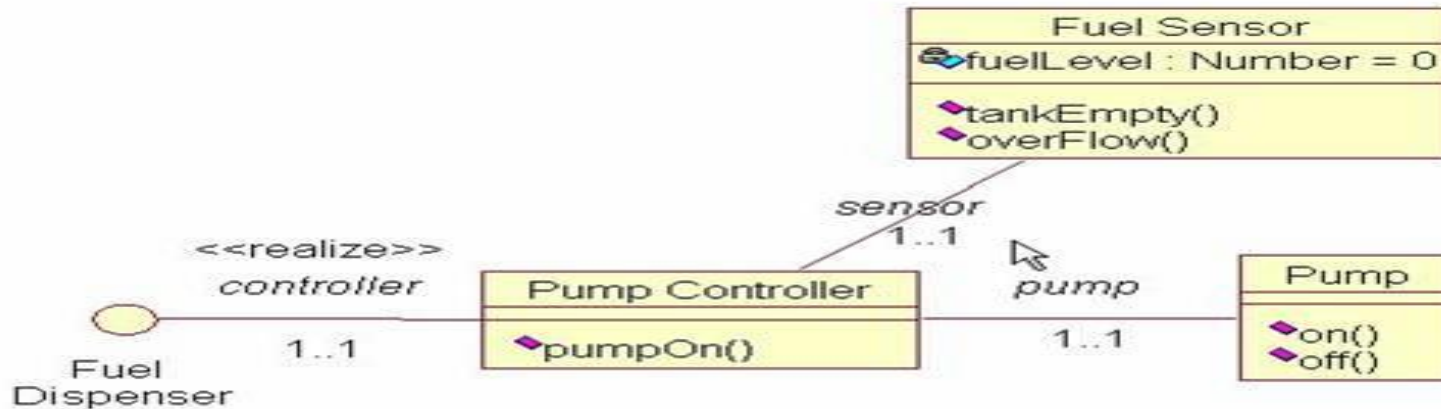 Fuel Sensor
fuelLevel : Number = 0
tankEmpty()
overFlow()
sensor
1..1
<<realize>>
controller
1..1
Fuel
Dispenser
Pump Controller
pumpOn()
pump
1..1
Pump
on()
off()